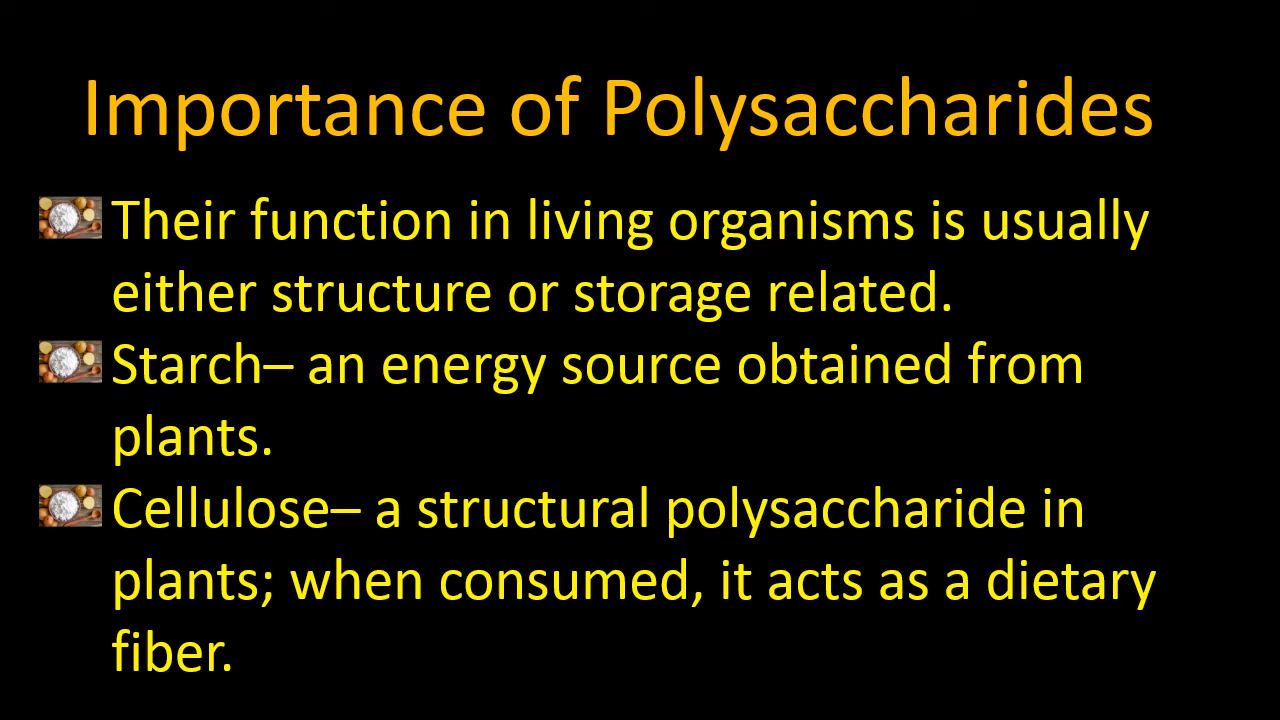 Importance of Polysaccharides
Their function in living organisms is usually
either structure or storage related.
Starch– an energy source obtained from
plants.
Cellulose– a structural polysaccharide in
plants; when consumed, it acts as a dietary
fiber.